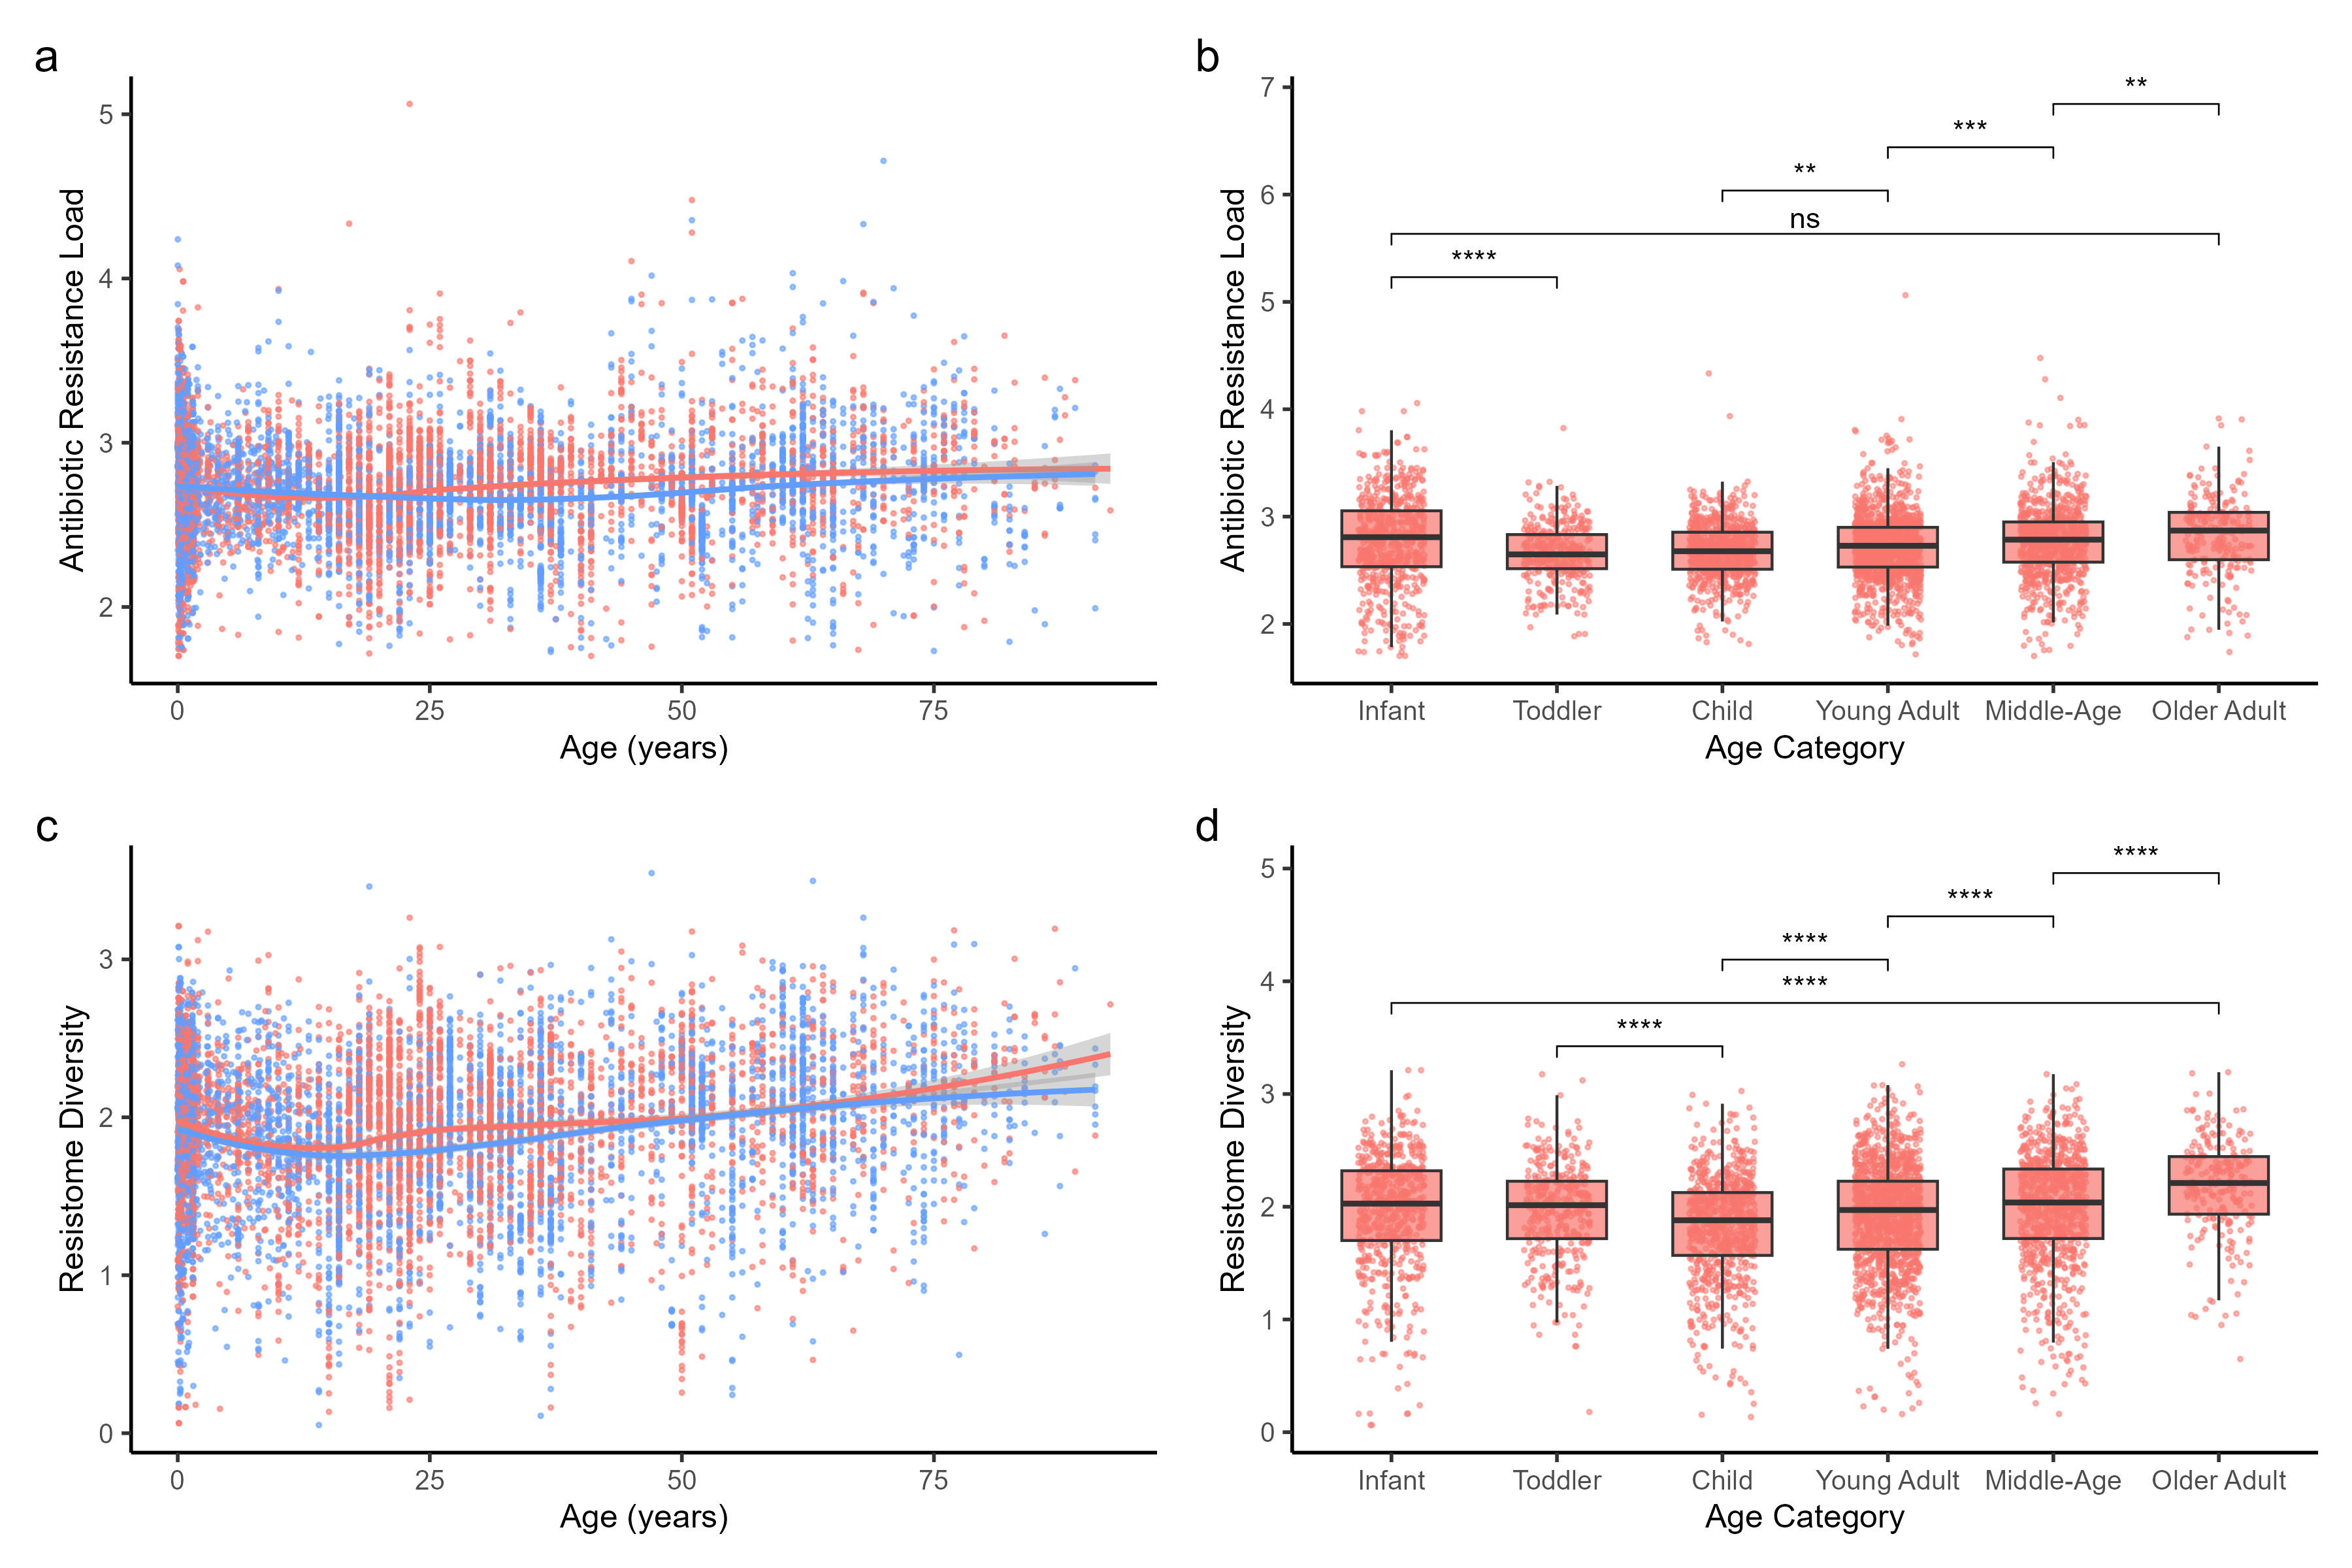 a
5
4
3
2
Antibiotic Resistance Load
0
25
50
75
Age (years)
b
7
6
5
4
3
2
Antibiotic Resistance Load
**
***
**
ns
****
Infant
Toddler
Child
Young Adult
Middle-Age
Older Adult
Age Category
c
3
2
1
0
Resistome Diversity
0
25
50
75
Age (years)
d
5
4
3
2
1
0
Resistome Diversity
****
****
****
****
****
Infant
Toddler
Child
Young Adult
Middle-Age
Older Adult
Age Category